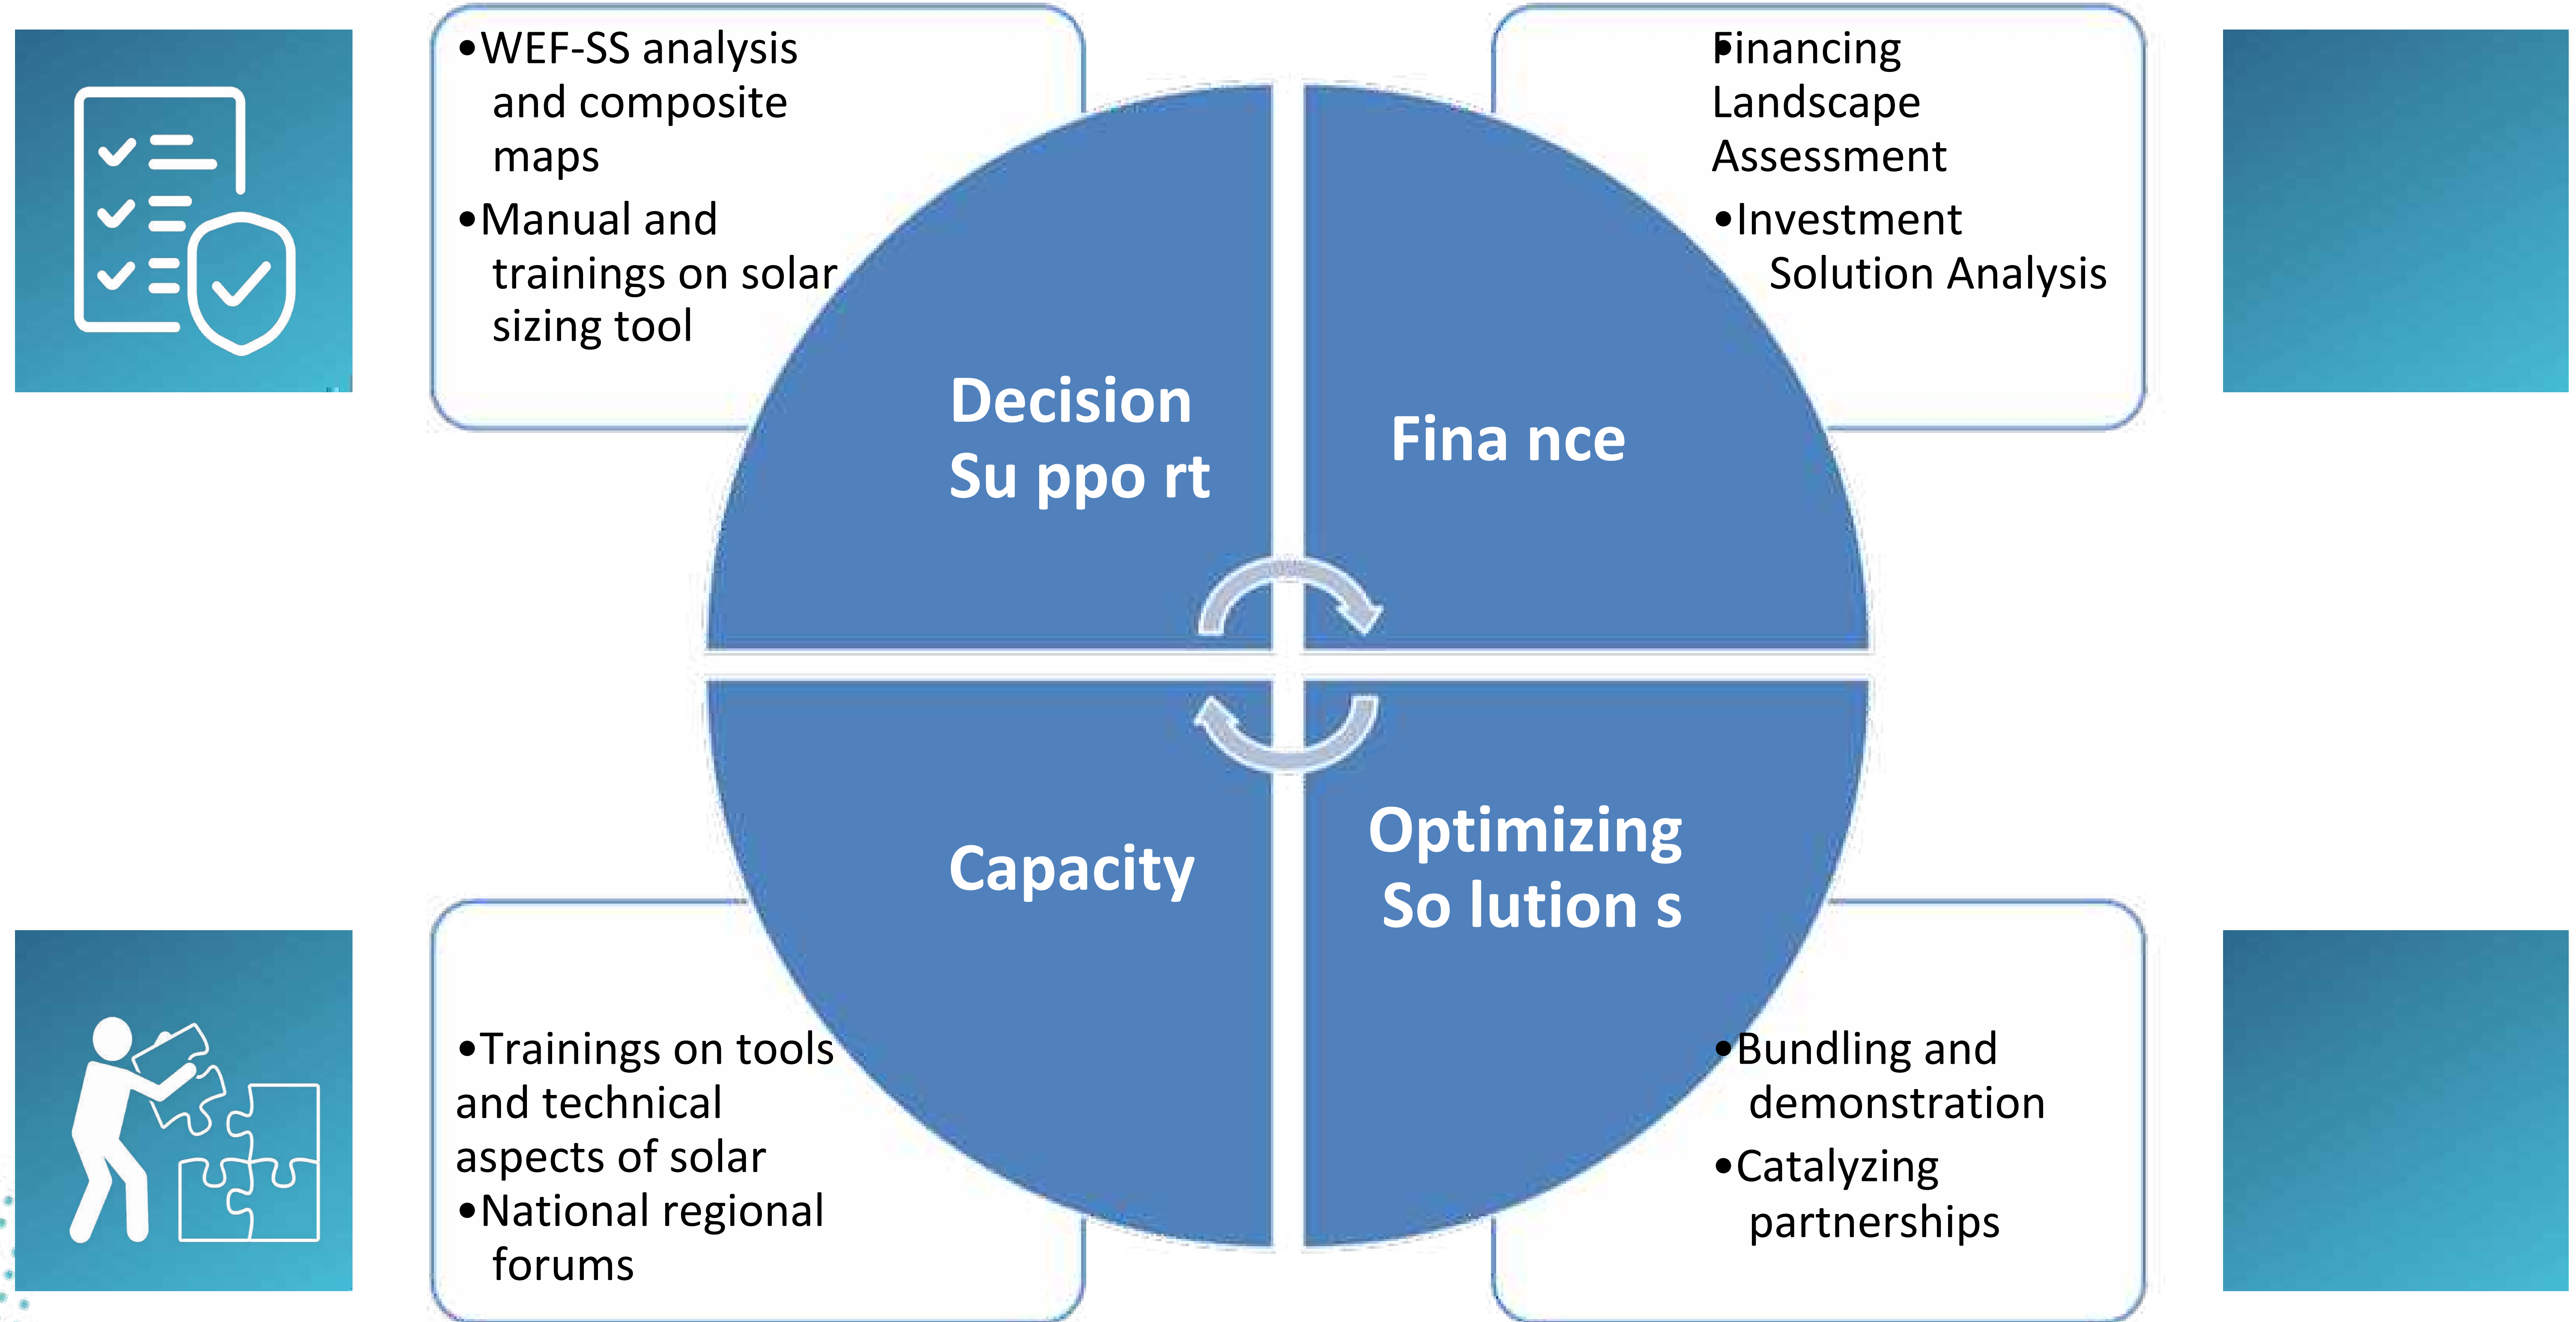 •WEF-SS analysis
and composite
maps
•Manual and
trainings on solar
sizing tool
•Financing
Landscape
Assessment
•Investment
Solution Analysis
Decision
Su ppo rt
Fina nce
Capacity
Optimizing
So lution s
•Trainings on tools
and technical
aspects of solar
•National regional
forums
•Bundling and
demonstration
•Catalyzing
partnerships